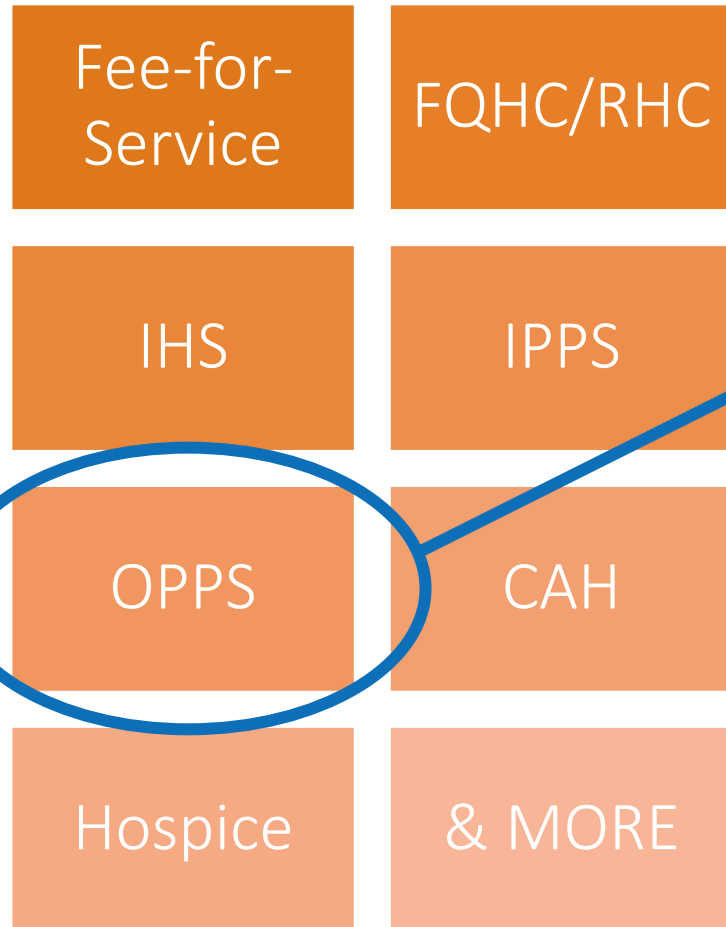 Fee-for-
Service
FQHC/RHC
IHS
IPPS
OPPS
CAH
Hospice
& MORE